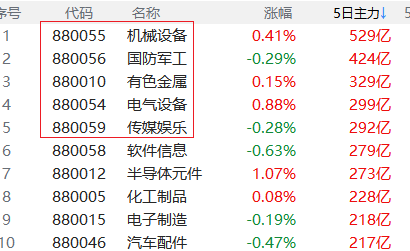 序号 代码 名称 涨幅 5日主力↓
1 880055 机械设备 0.41% 529亿
2 880056 国防军工 -0.29% 424亿
3 880010 有色金属 0.15% 329亿
4 880054 电气设备 0.88% 299亿
5 880059 传媒娱乐 -0.28% 292亿
6 880058 软件信息 -0.63% 279亿
7 880012 半导体元件 1.07% 273亿
8 880005 化工制品 0.08% 228亿
9 880015 电子制造 -0.19% 218亿
10 880046 汽车配件 -0.47% 217亿